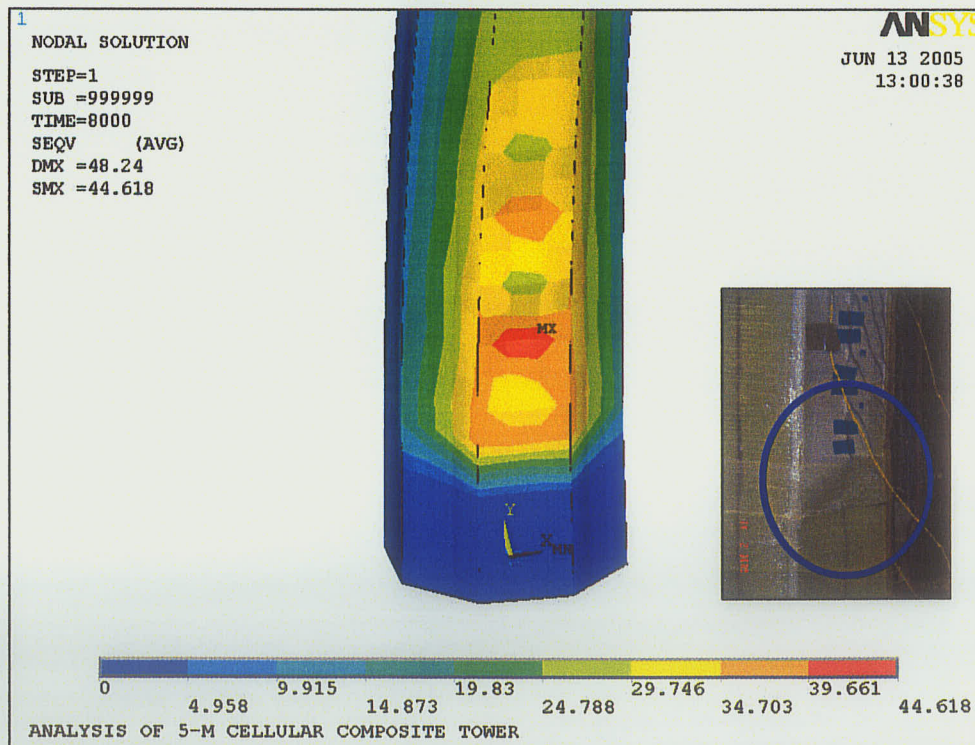 1
NODAL SOLUTION
STEP=1
SUB =999999
TIME=8000
SEQV (AVG)
DMX =48.24
SMX =44.618
ANSYS
JUN 13 2005
13:00:38
MX
Y
X
MN
0 9.915 19.83 29.746 39.661
4.958 14.873 24.788 34.703 44.618
ANALYSIS OF 5-M CELLULAR COMPOSITE TOWER